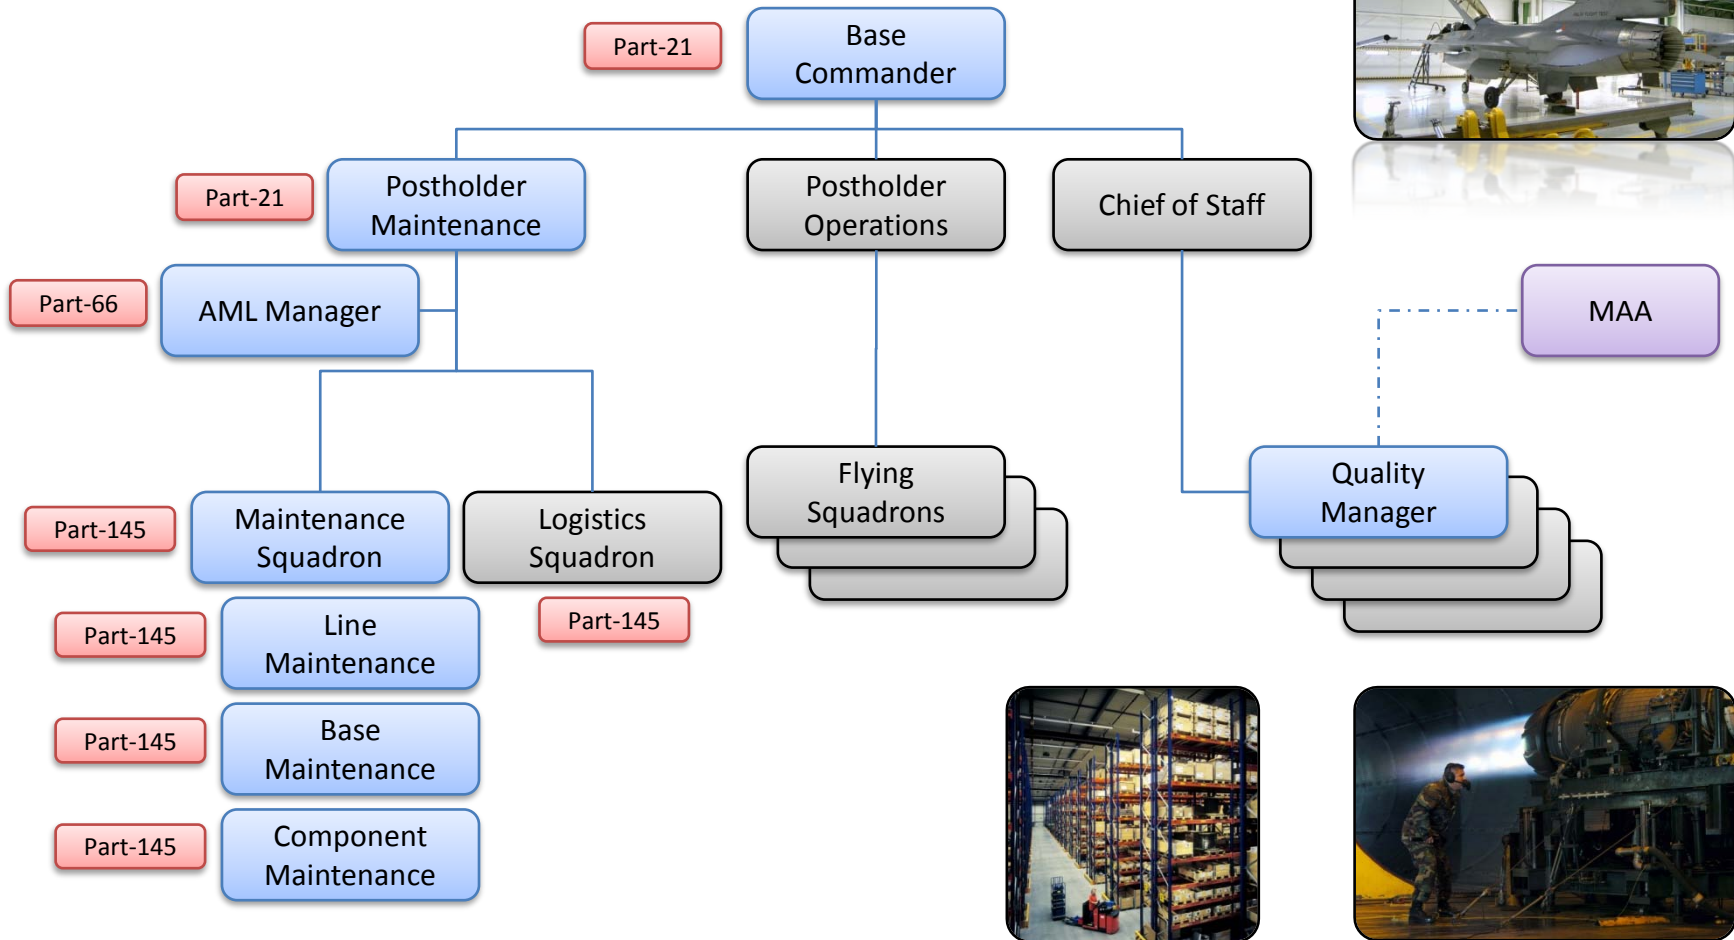 Part-21
Base
Commander
Part-21
Postholder
Maintenance
Postholder
Operations
Chief of Staff
Part-66
AML Manager
MAA
Part-145
Maintenance
Squadron
Logistics
Squadron
Flying
Squadrons
Quality
Manager
Part-145
Line
Maintenance
Part-145
Part-145
Base
Maintenance
Part-145
Component
Maintenance